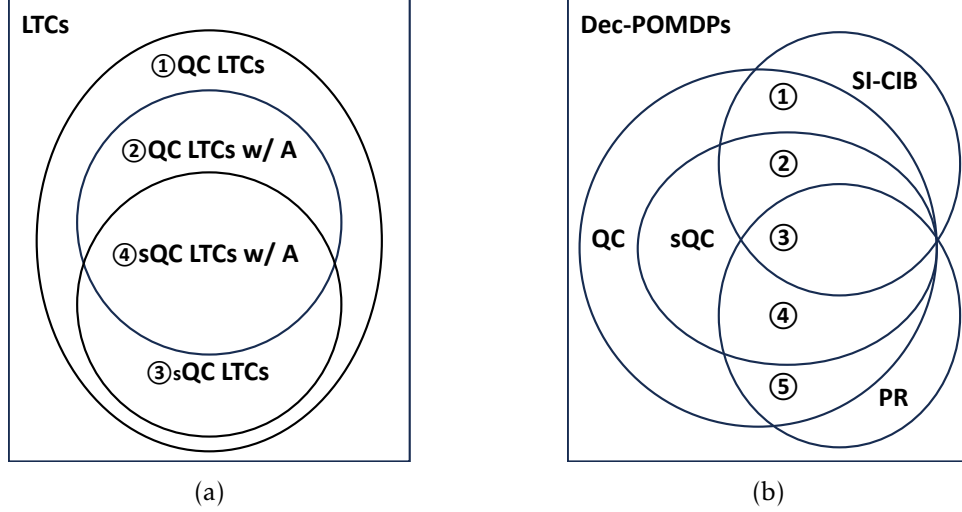 LTCs
①QC LTCs
②QC LTCs w/ A
④sQC LTCs w/ A
③sQC LTCs
(a)
Dec-POMDPs
SI-CIB
①
②
QC
sQC
③
④
⑤
PR
(b)